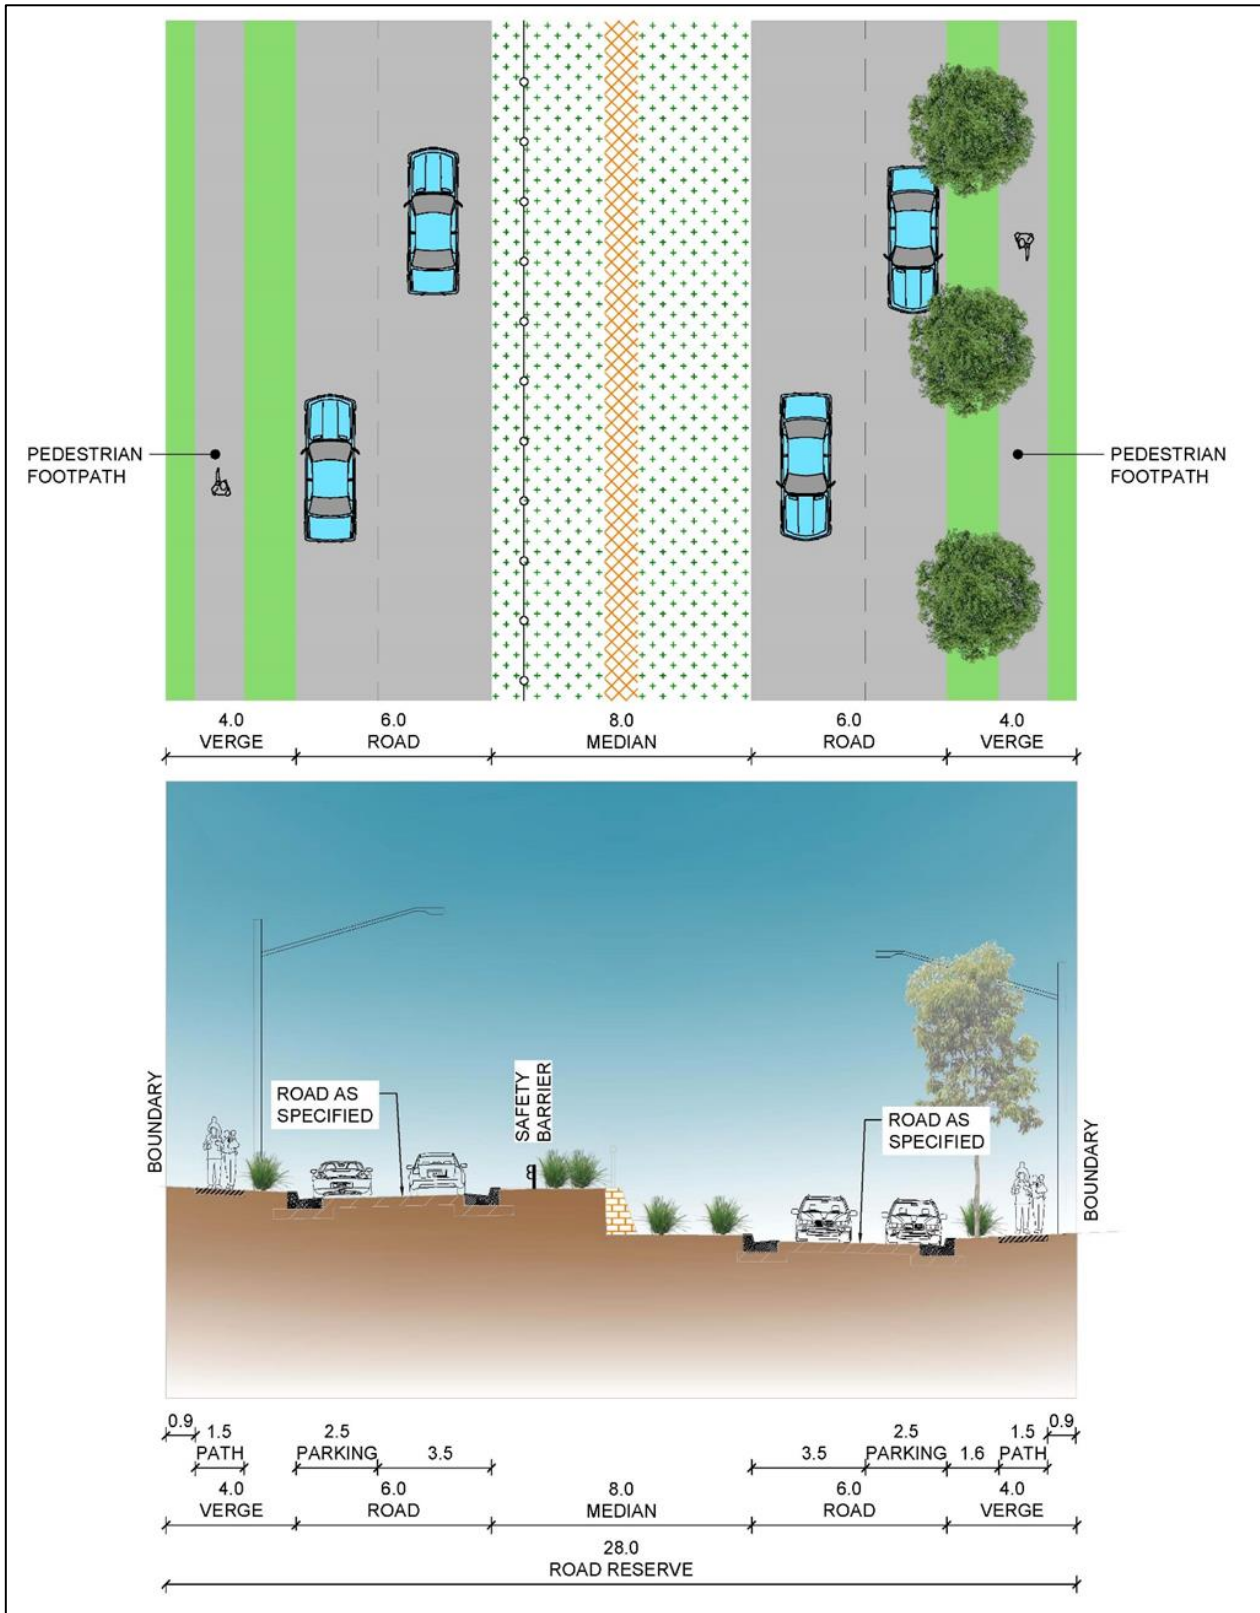 PEDESTRIAN
FOOTPATH
PEDESTRIAN
FOOTPATH
4.0
VERGE
6.0
ROAD
8.0
MEDIAN
6.0
ROAD
4.0
VERGE
BOUNDARY
ROAD AS
SPECIFIED
SAFETY
BARRIER
ROAD AS
SPECIFIED
BOUNDARY
0.9
1.5
PATH
2.5
PARKING
3.5
3.5
2.5
PARKING
1.6
1.5
PATH
0.9
4.0
VERGE
6.0
ROAD
8.0
MEDIAN
6.0
ROAD
4.0
VERGE
28.0
ROAD RESERVE